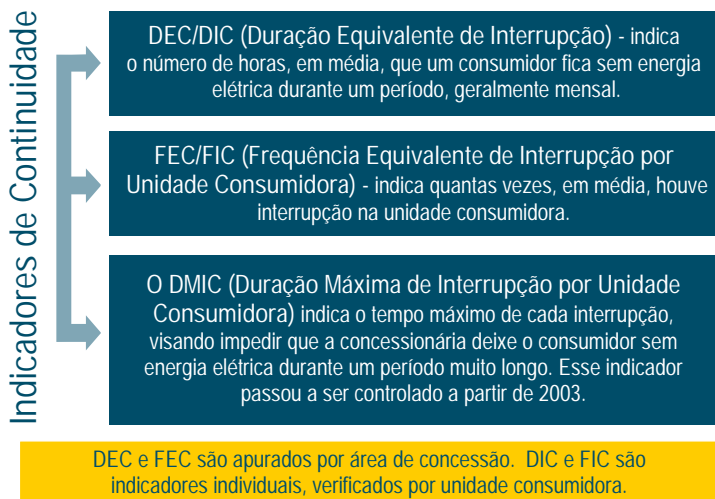 Indicadores de Continuidade
DEC/DIC (Duração Equivalente de Interrupção) - indica
o número de horas, em média, que um consumidor fica sem energia
elétrica durante um período, geralmente mensal.
FEC/FIC (Frequência Equivalente de Interrupção por
Unidade Consumidora) - indica quantas vezes, em média, houve
interrupção na unidade consumidora.
O DMIC (Duração Máxima de Interrupção por Unidade
Consumidora) indica o tempo máximo de cada interrupção,
visando impedir que a concessionária deixe o consumidor sem
energia elétrica durante um período muito longo. Esse indicador
passou a ser controlado a partir de 2003.
DEC e FEC são apurados por área de concessão. DIC e FIC são
indicadores individuais, verificados por unidade consumidora.